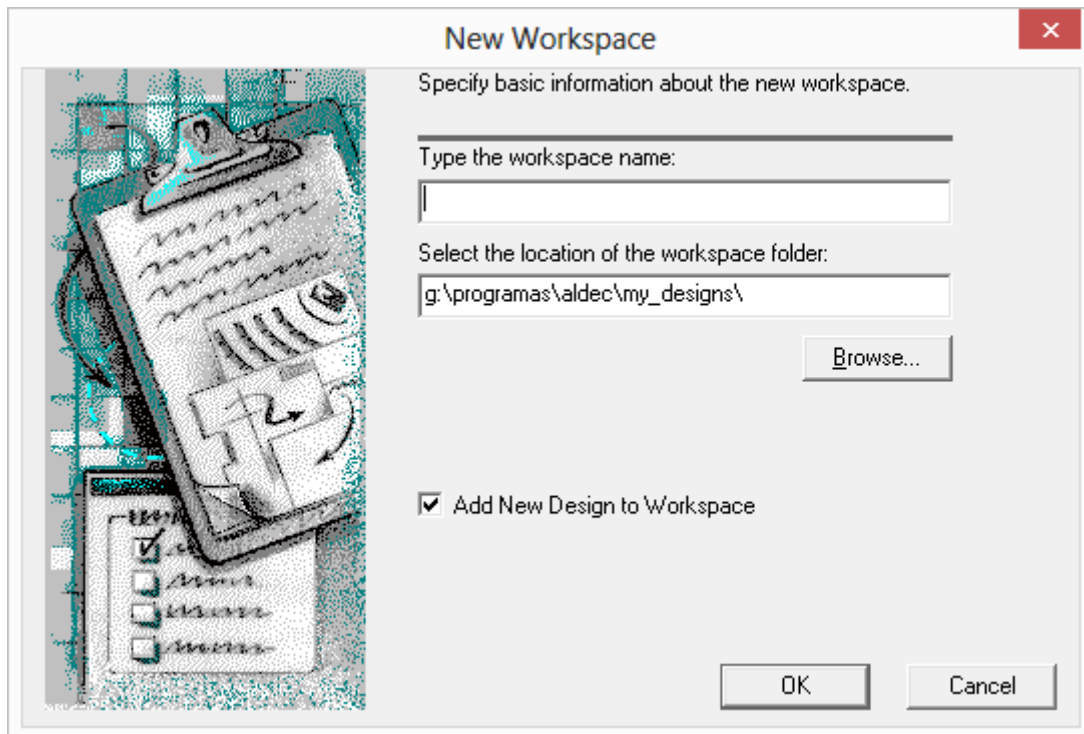 New Workspace
Specify basic information about the new workspace.
Type the workspace name:
Select the location of the workspace folder:
g:\programas\aldec\my_designs\
Browse...
Add New Design to Workspace
OK
Cancel